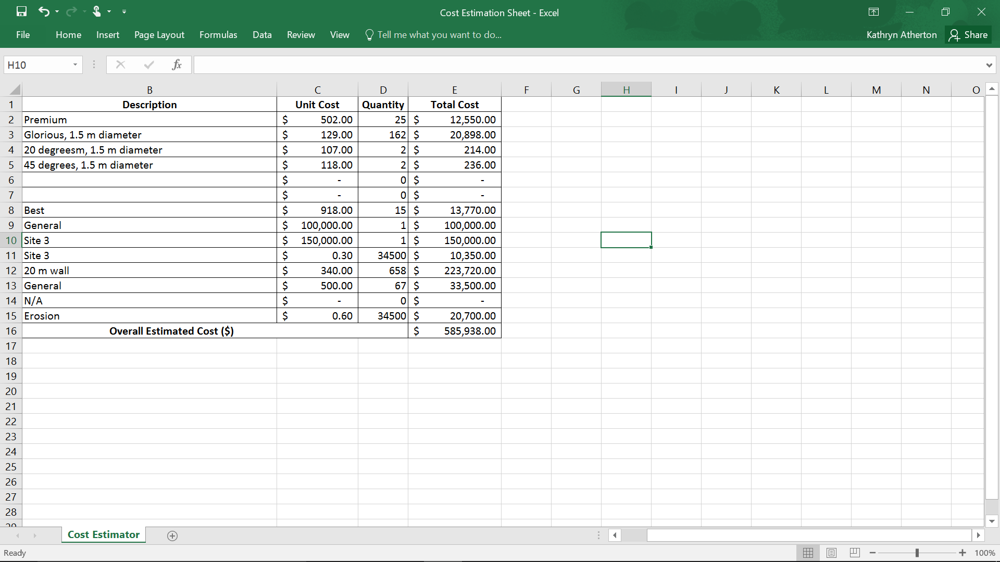 Cost Estimation Sheet - Excel
File Home Insert Page Layout Formulas Data Review View Tell me what you want to do... Kathryn Atherton Share
H10 fx
B C D E F G H I J K L M N O
1 Description Unit Cost Quantity Total Cost
2 Premium $ 502.00 25 $ 12,550.00
3 Glorious, 1.5 m diameter $ 129.00 162 $ 20,898.00
4 20 degreesm, 1.5 m diameter $ 107.00 2 $ 214.00
5 45 degrees, 1.5 m diameter $ 118.00 2 $ 236.00
6 $ - 0 $ -
7 $ - 0 $ -
8 Best $ 918.00 15 $ 13,770.00
9 General $ 100,000.00 1 $ 100,000.00
10 Site 3 $ 150,000.00 1 $ 150,000.00
11 Site 3 $ 0.30 34500 $ 10,350.00
12 20 m wall $ 340.00 658 $ 223,720.00
13 General $ 500.00 67 $ 33,500.00
14 N/A $ - 0 $ -
15 Erosion $ 0.60 34500 $ 20,700.00
16 Overall Estimated Cost ($) $ 585,938.00
17
18
19
20
21
22
23
24
25
26
27
28
29
Cost Estimator
Ready 100%